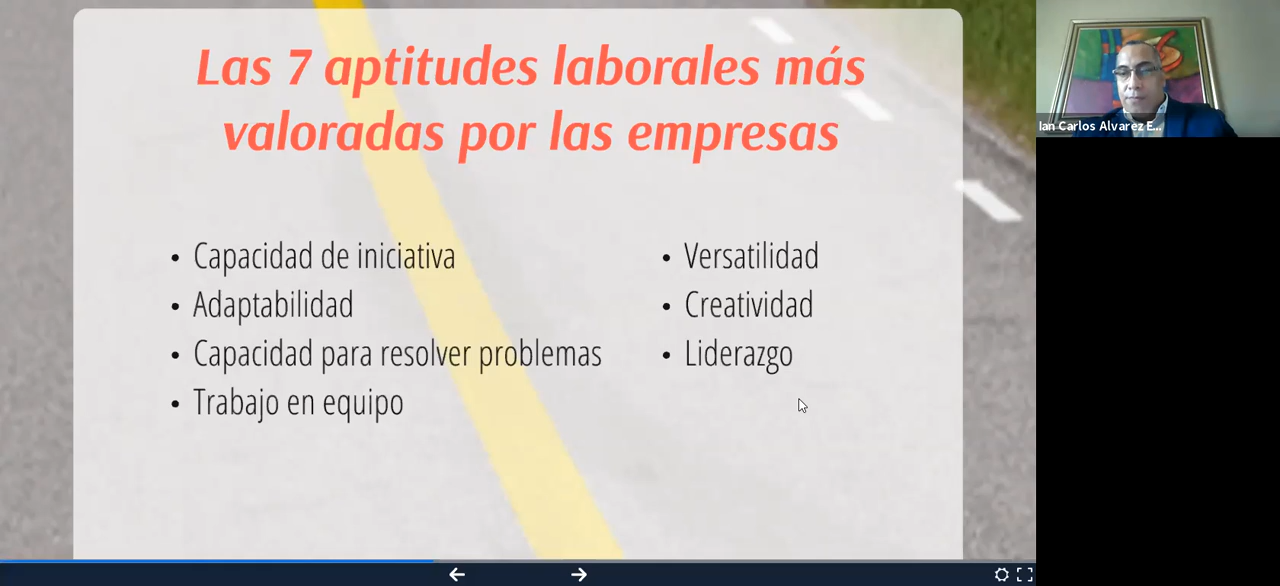 Las 7 aptitudes laborales más
valoradas por las empresas
• Capacidad de iniciativa
• Adaptabilidad
• Capacidad para resolver problemas
• Trabajo en equipo
• Versatilidad
• Creatividad
• Liderazgo
Ian Carlos Alvarez E...